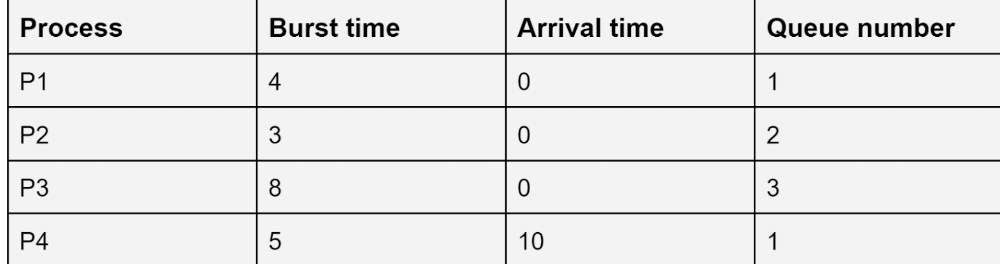 Process Burst time Arrival time Queue number
P1 4 0 1
P2 3 0 2
P3 8 0 3
P4 5 10 1